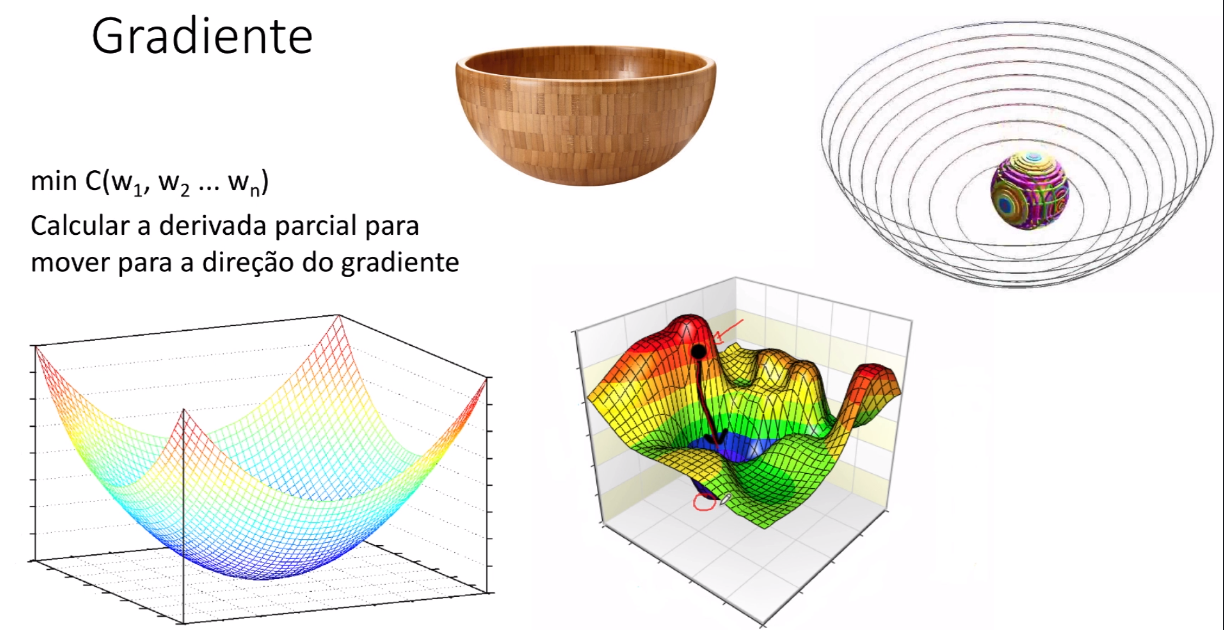 Gradiente
min C(w₁, w₂ ... wₙ)
Calcular a derivada parcial para
mover para a direção do gradiente